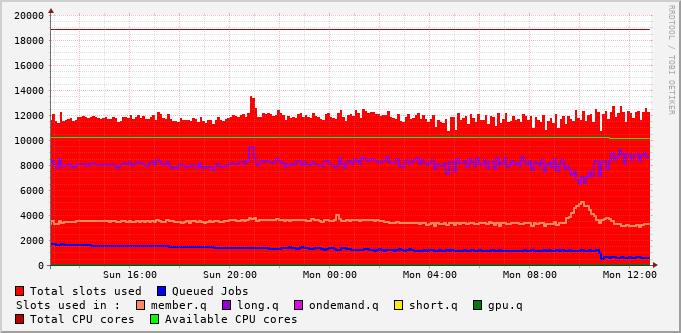 RRDTOOL / TOBI OETIKER
20000
18000
16000
14000
12000
10000
8000
6000
4000
2000
0
Sun 16:00 Sun 20:00 Mon 00:00 Mon 04:00 Mon 08:00 Mon 12:00
Total slots used Queued Jobs
Slots used in : member.q long.q ondemand.q short.q gpu.q
Total CPU cores Available CPU cores